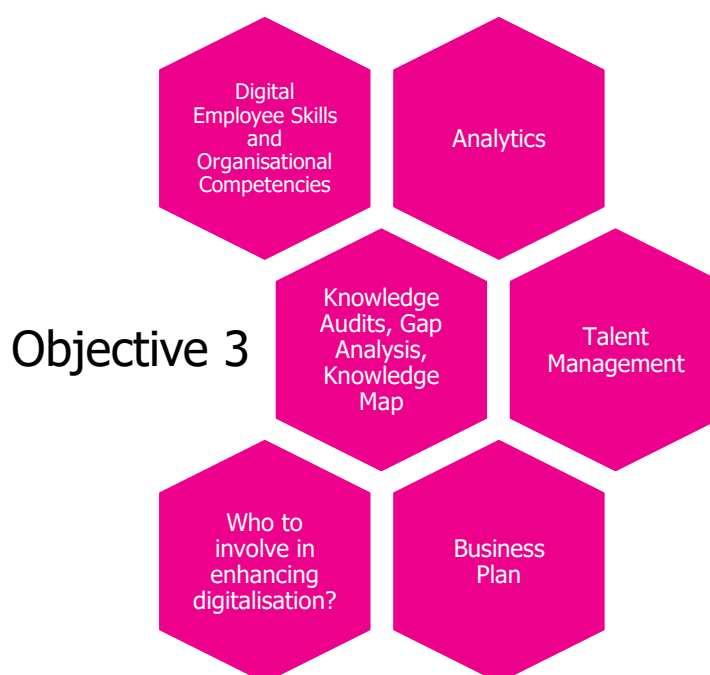 Digital
Employee Skills
and
Organisational
Competencies
Analytics
Objective 3
Knowledge
Audits, Gap
Analysis,
Knowledge
Map
Talent
Management
Who to
involve in
enhancing
digitalisation?
Business
Plan